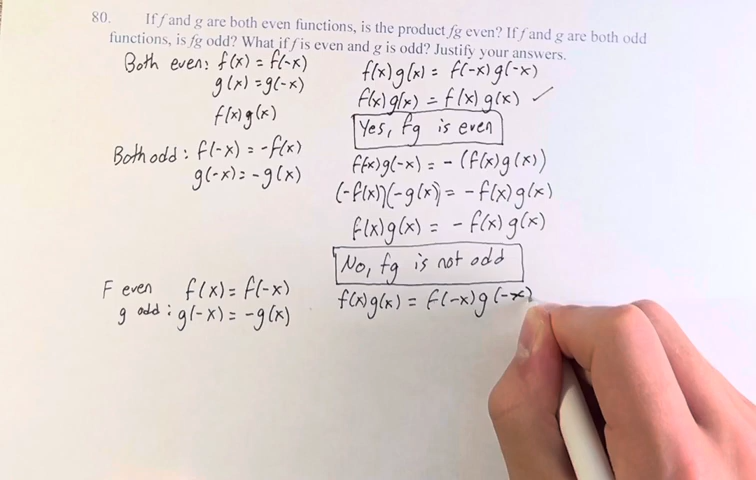 80. If f and g are both even functions, is the product fg even? If f and g are both odd
functions, is fg odd? What if f is even and g is odd? Justify your answers.
Both even: f(x) = f(-x)
g(x) = g(-x)
f(x)g(x)
f(x)g(x) = f(-x)g(-x)
f(x)g(x) = f(x)g(x) ✓
Yes, fg is even
Both odd: f(-x) = -f(x)
g(-x) = -g(x)
f(-x)g(-x) = -(f(x)g(x))
(-f(x))(-g(x)) = -f(x)g(x)
f(x)g(x) = -f(x)g(x)
No, fg is not odd
F even f(x) = f(-x)
g odd: g(-x) = -g(x)
f(x)g(x) = f(-x)g(-x)